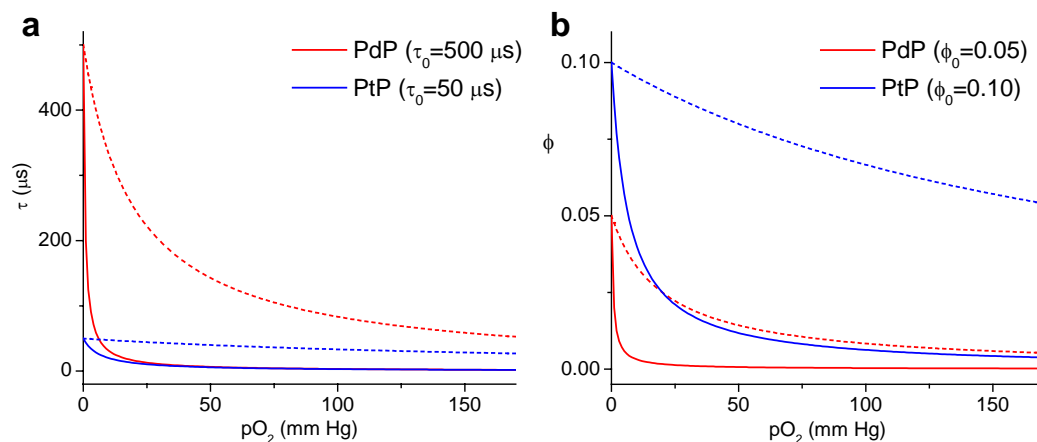 a
PdP (τ₀=500 μs)
PtP (τ₀=50 μs)
400
200
0
τ (μs)
0 50 100 150
pO₂ (mm Hg)
b
PdP (ϕ₀=0.05)
PtP (ϕ₀=0.10)
0.10
0.05
0.00
ϕ
0 50 100 150
pO₂ (mm Hg)